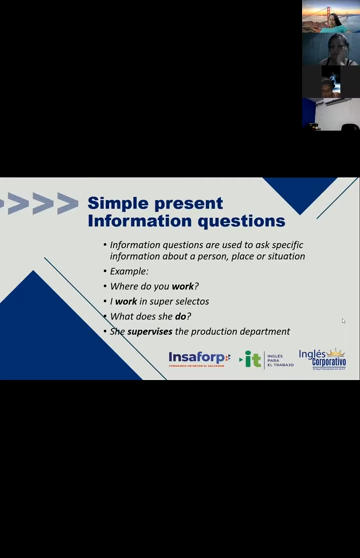 Simple present
Information questions
• Information questions are used to ask specific
information about a person, place or situation
• Example:
• Where do you work?
• I work in super selectos
• What does she do?
• She supervises the production department
Insaforp
it
INGLÉS
PARA
EL TRABAJO
Inglés
Corporativo